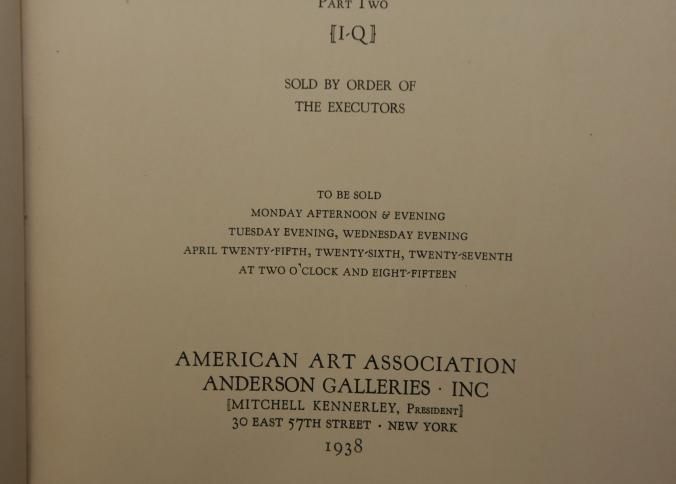 PART TWO
⟦I-Q⟧
SOLD BY ORDER OF
THE EXECUTORS
TO BE SOLD
MONDAY AFTERNOON & EVENING
TUESDAY EVENING, WEDNESDAY EVENING
APRIL TWENTY-FIFTH, TWENTY-SIXTH, TWENTY-SEVENTH
AT TWO O'CLOCK AND EIGHT-FIFTEEN
AMERICAN ART ASSOCIATION
ANDERSON GALLERIES · INC
⟦MITCHELL KENNERLEY, PRESIDENT⟧
30 EAST 57TH STREET · NEW YORK
1938